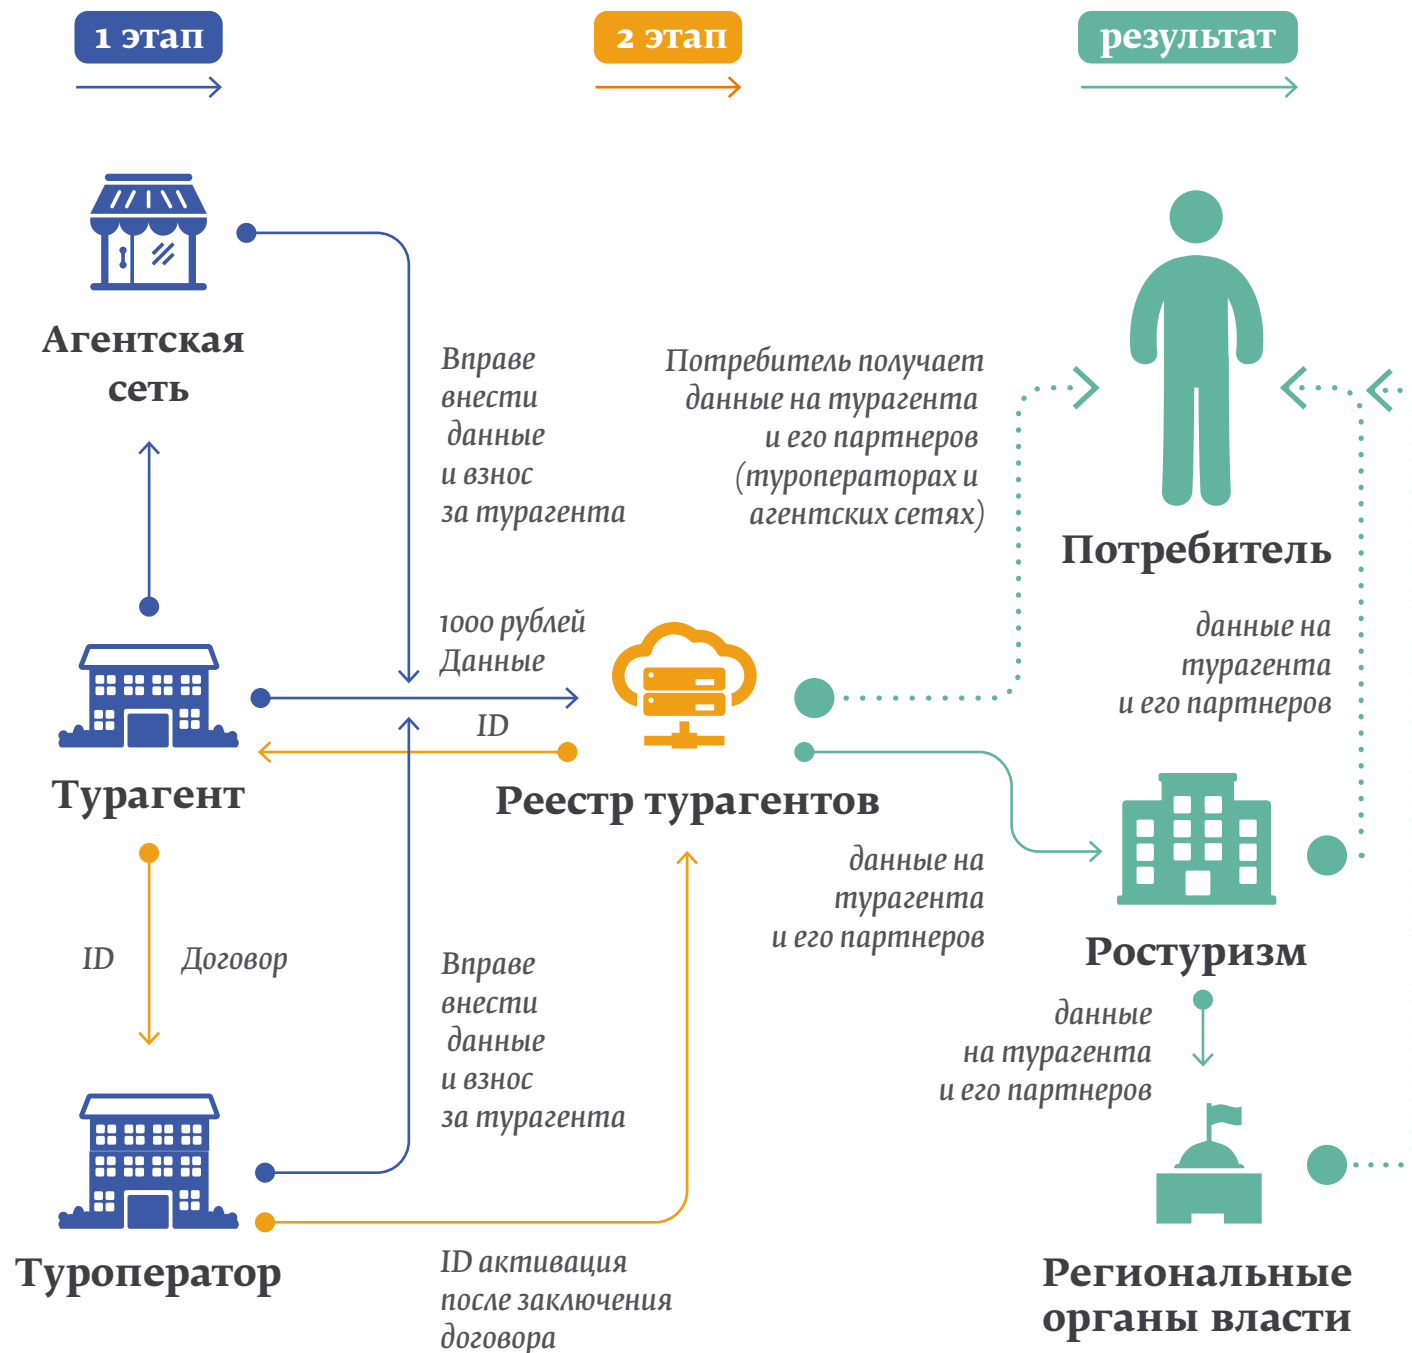 1 этап
2 этап
результат
Агентская
сеть
Вправе
внести
данные
и взнос
за турагента
Потребитель получает
данные на турагента
и его партнеров
(туроператорах и
агентских сетях)
Потребитель
1000 рублей
Данные
ID
данные на
турагента
и его партнеров
Турагент
Реестр турагентов
данные на
турагента
и его партнеров
ID
Договор
Вправе
внести
данные
и взнос
за турагента
Ростуризм
данные
на турагента
и его партнеров
Туроператор
ID активация
после заключения
договора
Региональные
органы власти